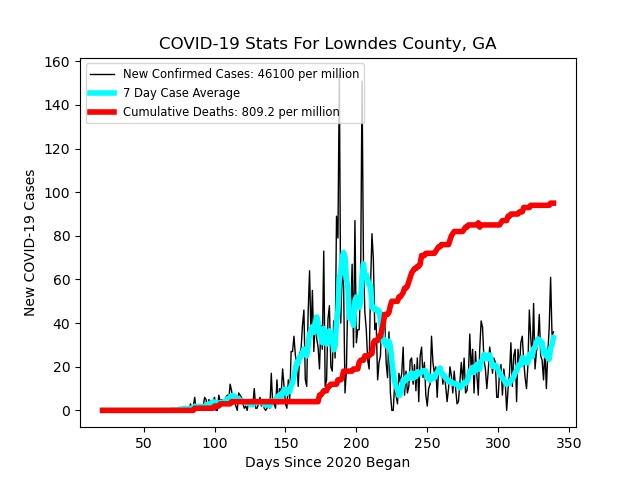 COVID-19 Stats For Lowndes County, GA
New Confirmed Cases: 46100 per million
7 Day Case Average
Cumulative Deaths: 809.2 per million
New COVID-19 Cases
160
140
120
100
80
60
40
20
0
50
100
150
200
250
300
350
Days Since 2020 Began